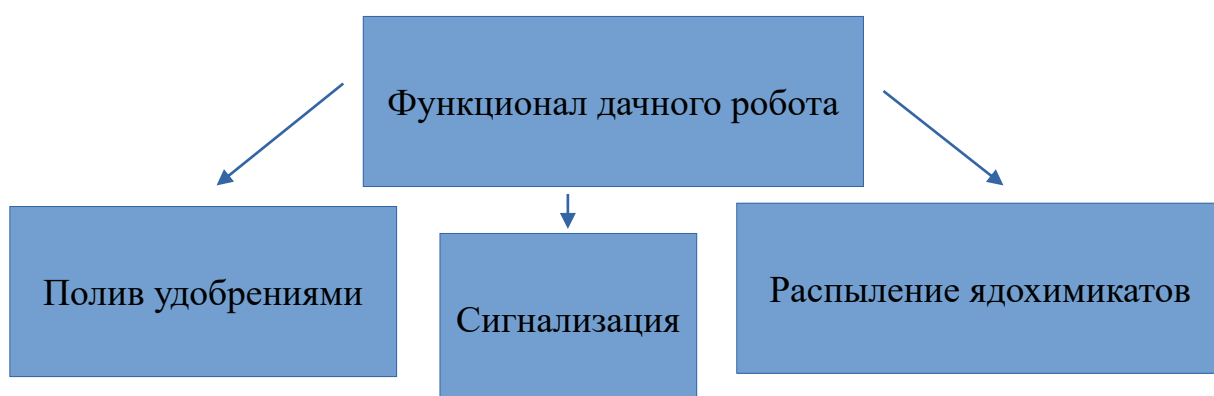 Функционал дачного робота
Полив удобрениями
Сигнализация
Распыление ядохимикатов